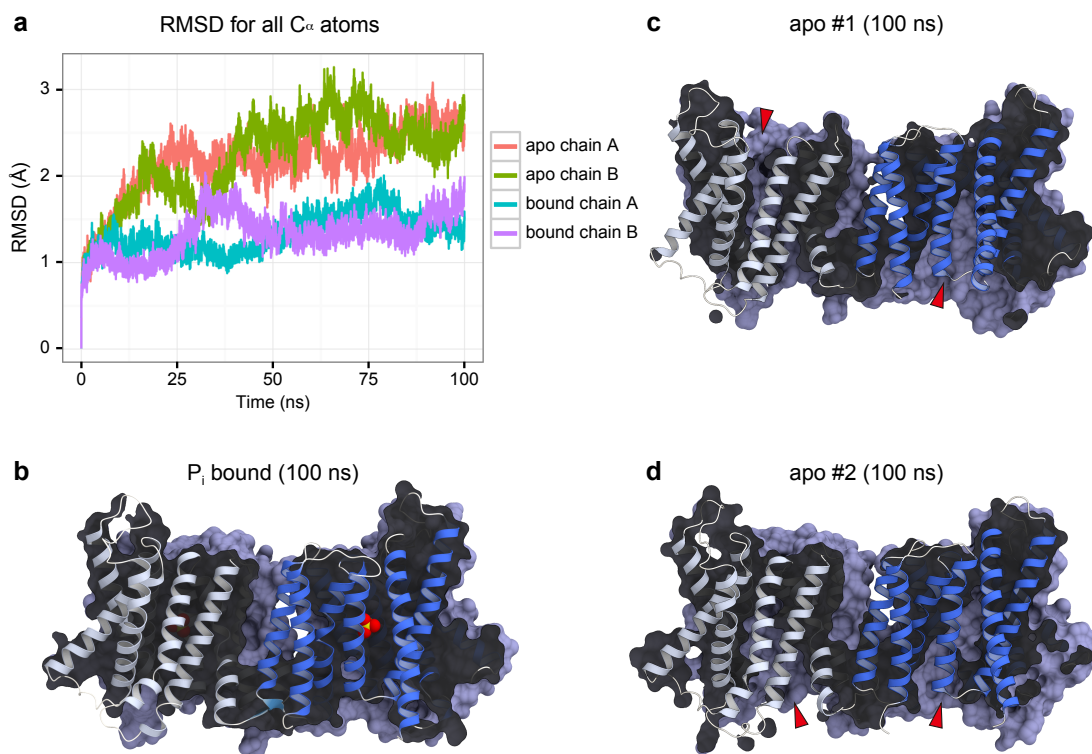 a
RMSD for all Cα atoms
RMSD (Å)
3
2
1
0
0 25 50 75 100
Time (ns)
apo chain A
apo chain B
bound chain A
bound chain B
b
Pi bound (100 ns)
c
apo #1 (100 ns)
d
apo #2 (100 ns)